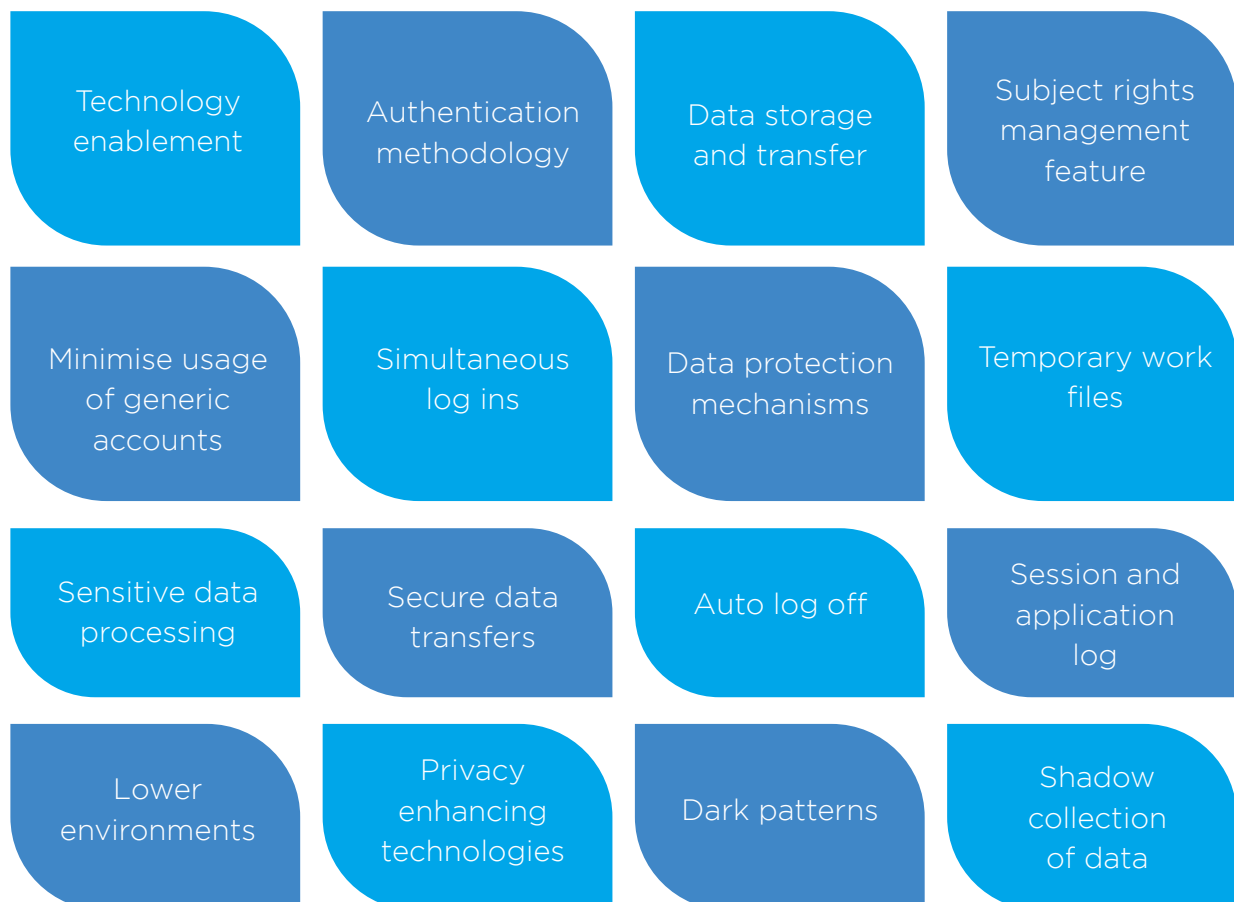 Technology
enablement
Authentication
methodology
Data storage
and transfer
Subject rights
management
feature
Minimise usage
of generic
accounts
Simultaneous
log ins
Data protection
mechanisms
Temporary work
files
Sensitive data
processing
Secure data
transfers
Auto log off
Session and
application
log
Lower
environments
Privacy
enhancing
technologies
Dark patterns
Shadow
collection
of data